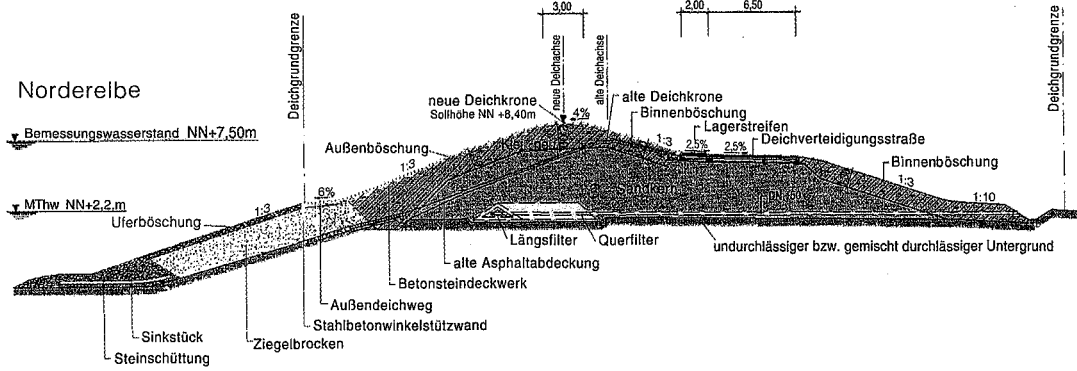 3,00
2,00
6,50
Deichgrundgrenze
neue Deichachse
alte Deichachse
Deichgrundgrenze
Norderelbe
neue Deichkrone
Sollhöhe NN +8,40m
4%
alte Deichkrone
Binnenböschung
Lagerstreifen
Bemessungswasserstand NN+7,50m
Deichverteidigungsstraße
Außenböschung
1:3
1:3
2,5%
2,5%
Binnenböschung
1:3
Sandkern
6%
1:3
1:10
MThw NN+2,2.m
Uferböschung
Längsfilter
Querfilter
undurchlässiger bzw. gemischt durchlässiger Untergrund
alte Asphaltabdeckung
Betonsteindeckwerk
Außendeichweg
Stahlbetonwinkelstützwand
Sinkstück
Ziegelbrocken
Steinschüttung